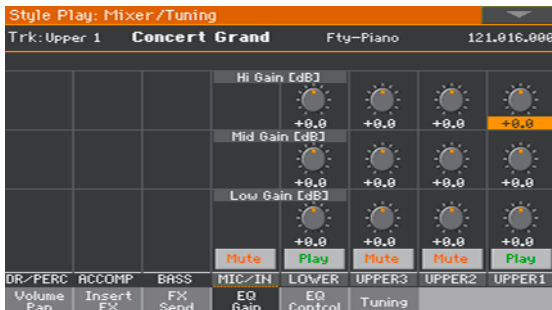 Style Play: Mixer/Tuning
Trk:Upper 1 Concert Grand Fty-Piano 121.016.000
Hi Gain [dB]
+0.0 +0.0 +0.0 +0.0
Mid Gain [dB]
+0.0 +0.0 +0.0 +0.0
Low Gain [dB]
+0.0 +0.0 +0.0 +0.0
Mute Play Mute Mute Play
DR/PERC ACCOMP BASS MIC/IN LOWER UPPER3 UPPER2 UPPER1
Volume Insert FX EQ EQ Tuning
Pan FX Send Gain Control